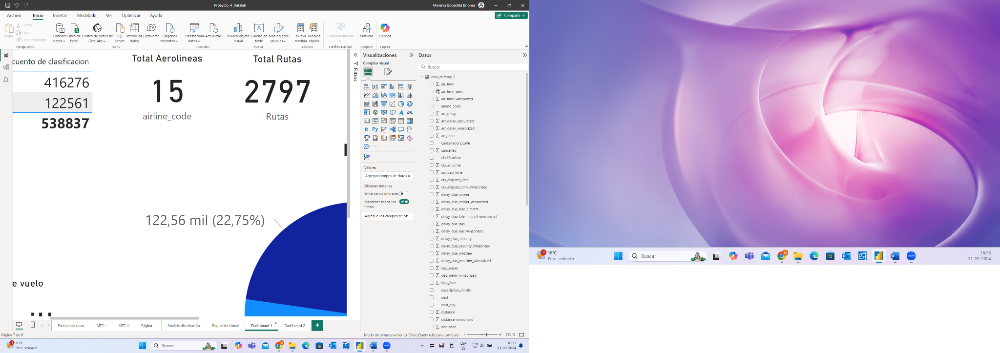 Proeycto_4_Datalab
Minerva Bobadilla Briones
Archivo Inicio Insertar Modelado Ver Optimizar Ayuda
Compartir
Pegar
Cortar
Copia
Copiar formato
Portapapeles
Obtener datos
Libro de Excel
Centro de datos de OneLake
SQL Server
Introducir datos
Dataverse
Orígenes recientes
Datos
Transformar datos
Actualizar
Consultas
Nuevo objeto visual
Cuadro de texto
Más objetos visuales
Insertar
Nueva medida
Medida rápida
Cálculos
Confidencialidad
Confidencialidad
Publicar
Compartir
Copilot
Copilot
cuento de clasificacion
416276
122561
538837
Total Aerolineas
15
airline_code
Total Rutas
2797
Rutas
122,56 mil (22,75%)
e vuelo
Filtros
Visualizaciones
Compilar visual
R Py
123
Valores
Agregar campos de datos a...
Obtener detalles
Entre varios informes
Mantener todos los filtros
Agregue los campos de ob...
Datos
Buscar
view_dummy_3
air_time
air_time_wins
air_time_winsorized
airline_code
arr_delay
arr_delay_calculated
arr_delay_winsorized
arr_time
cancellation_code
cancelled
clasificacion
crs_arr_time
crs_dep_time
crs_elapsed_time
crs_elapsed_time_winsorized
delay_due_carrier
delay_due_carrier_winsorized
delay_due_late_aircraft
delay_due_late_aircraft_winsorized
delay_due_nas
delay_due_nas_winsorized
delay_due_security
delay_due_security_winsorized
delay_due_weather
delay_due_weather_winsorized
dep_delay
dep_delay_winsorized
dep_time
description_limpio
dest
dest_city
distance
distance_winsorized
dot_code
Frecuencia rutas
MTC I
MTC II
Página 1
Analisis distribución
Regresión Lineal
Dashboard 1
Dashboard 2
Página 7 de 8
Modo de almacenamiento: DirectQuery (clic para cambiar)
190 %
1
16°C
Parc. soleado
Buscar
M
zoom
ESP
ES
16:33
11-09-2024
1
16°C
Parc. soleado
Buscar
M
zoom
16:33
11-09-2024